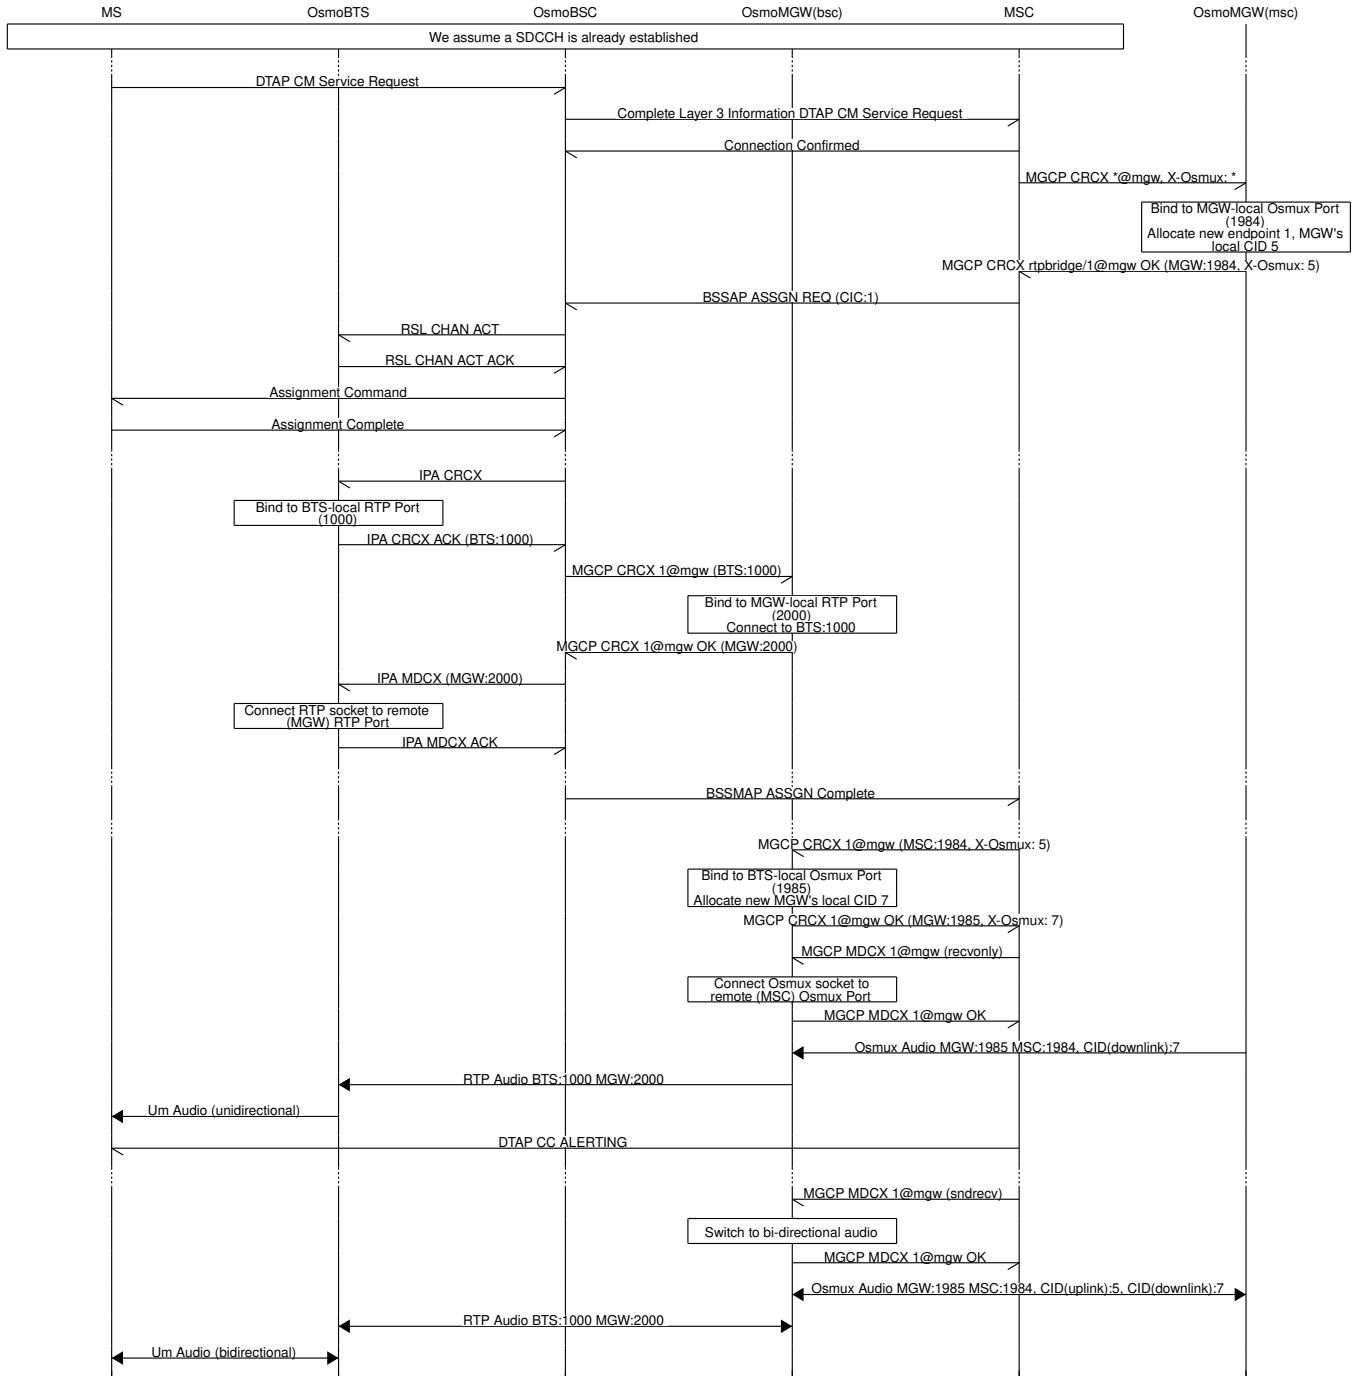 MS OsmoBTS OsmoBSC OsmoMGW(bsc) MSC OsmoMGW(msc)
We assume a SDCCH is already established
DTAP CM Service Request
Complete Layer 3 Information DTAP CM Service Request
Connection Confirmed
MGCP CRCX *@mgw, X-Osmux: *
Bind to MGW-local Osmux Port
(1984)
Allocate new endpoint 1, MGW's
local CID 5
MGCP CRCX rtpbridge/1@mgw OK (MGW:1984, X-Osmux: 5)
BSSAP ASSGN REQ (CIC:1)
RSL CHAN ACT
RSL CHAN ACT ACK
Assignment Command
Assignment Complete
IPA CRCX
Bind to BTS-local RTP Port
(1000)
IPA CRCX ACK (BTS:1000)
MGCP CRCX 1@mgw (BTS:1000)
Bind to MGW-local RTP Port
(2000)
Connect to BTS:1000
MGCP CRCX 1@mgw OK (MGW:2000)
IPA MDCX (MGW:2000)
Connect RTP socket to remote
(MGW) RTP Port
IPA MDCX ACK
BSSMAP ASSGN Complete
MGCP CRCX 1@mgw (MSC:1984, X-Osmux: 5)
Bind to BTS-local Osmux Port
(1985)
Allocate new MGW's local CID 7
MGCP CRCX 1@mgw OK (MGW:1985, X-Osmux: 7)
MGCP MDCX 1@mgw (recvonly)
Connect Osmux socket to
remote (MSC) Osmux Port
MGCP MDCX 1@mgw OK
Osmux Audio MGW:1985 MSC:1984, CID(downlink):7
RTP Audio BTS:1000 MGW:2000
Um Audio (unidirectional)
DTAP CC ALERTING
MGCP MDCX 1@mgw (sndrecv)
Switch to bi-directional audio
MGCP MDCX 1@mgw OK
Osmux Audio MGW:1985 MSC:1984, CID(uplink):5, CID(downlink):7
RTP Audio BTS:1000 MGW:2000
Um Audio (bidirectional)